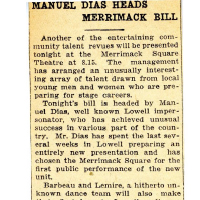 MANUEL DIAS HEADS
MERRIMACK BILL
Another of the entertaining com-
munity talent revues will be presented
tonight at the Merrimack Square
Theatre at 8.15. The management
has arranged an unusually interest-
ing array of talent drawn from local
young men and women who are pre-
paring for stage careers.
Tonight's bill is headed by Man-
uel Dias, well known Lowell imper-
sonator, who has achieved unusual
success in various part of the coun-
try. Mr. Dias has spent the last sev-
eral weeks in Lowell preparing an
entirely new presentation and has
chosen the Merrimack Square for the
first public performance of the new
unit.
Barbeau and Lemire, a hitherto un-
known dance team will also make